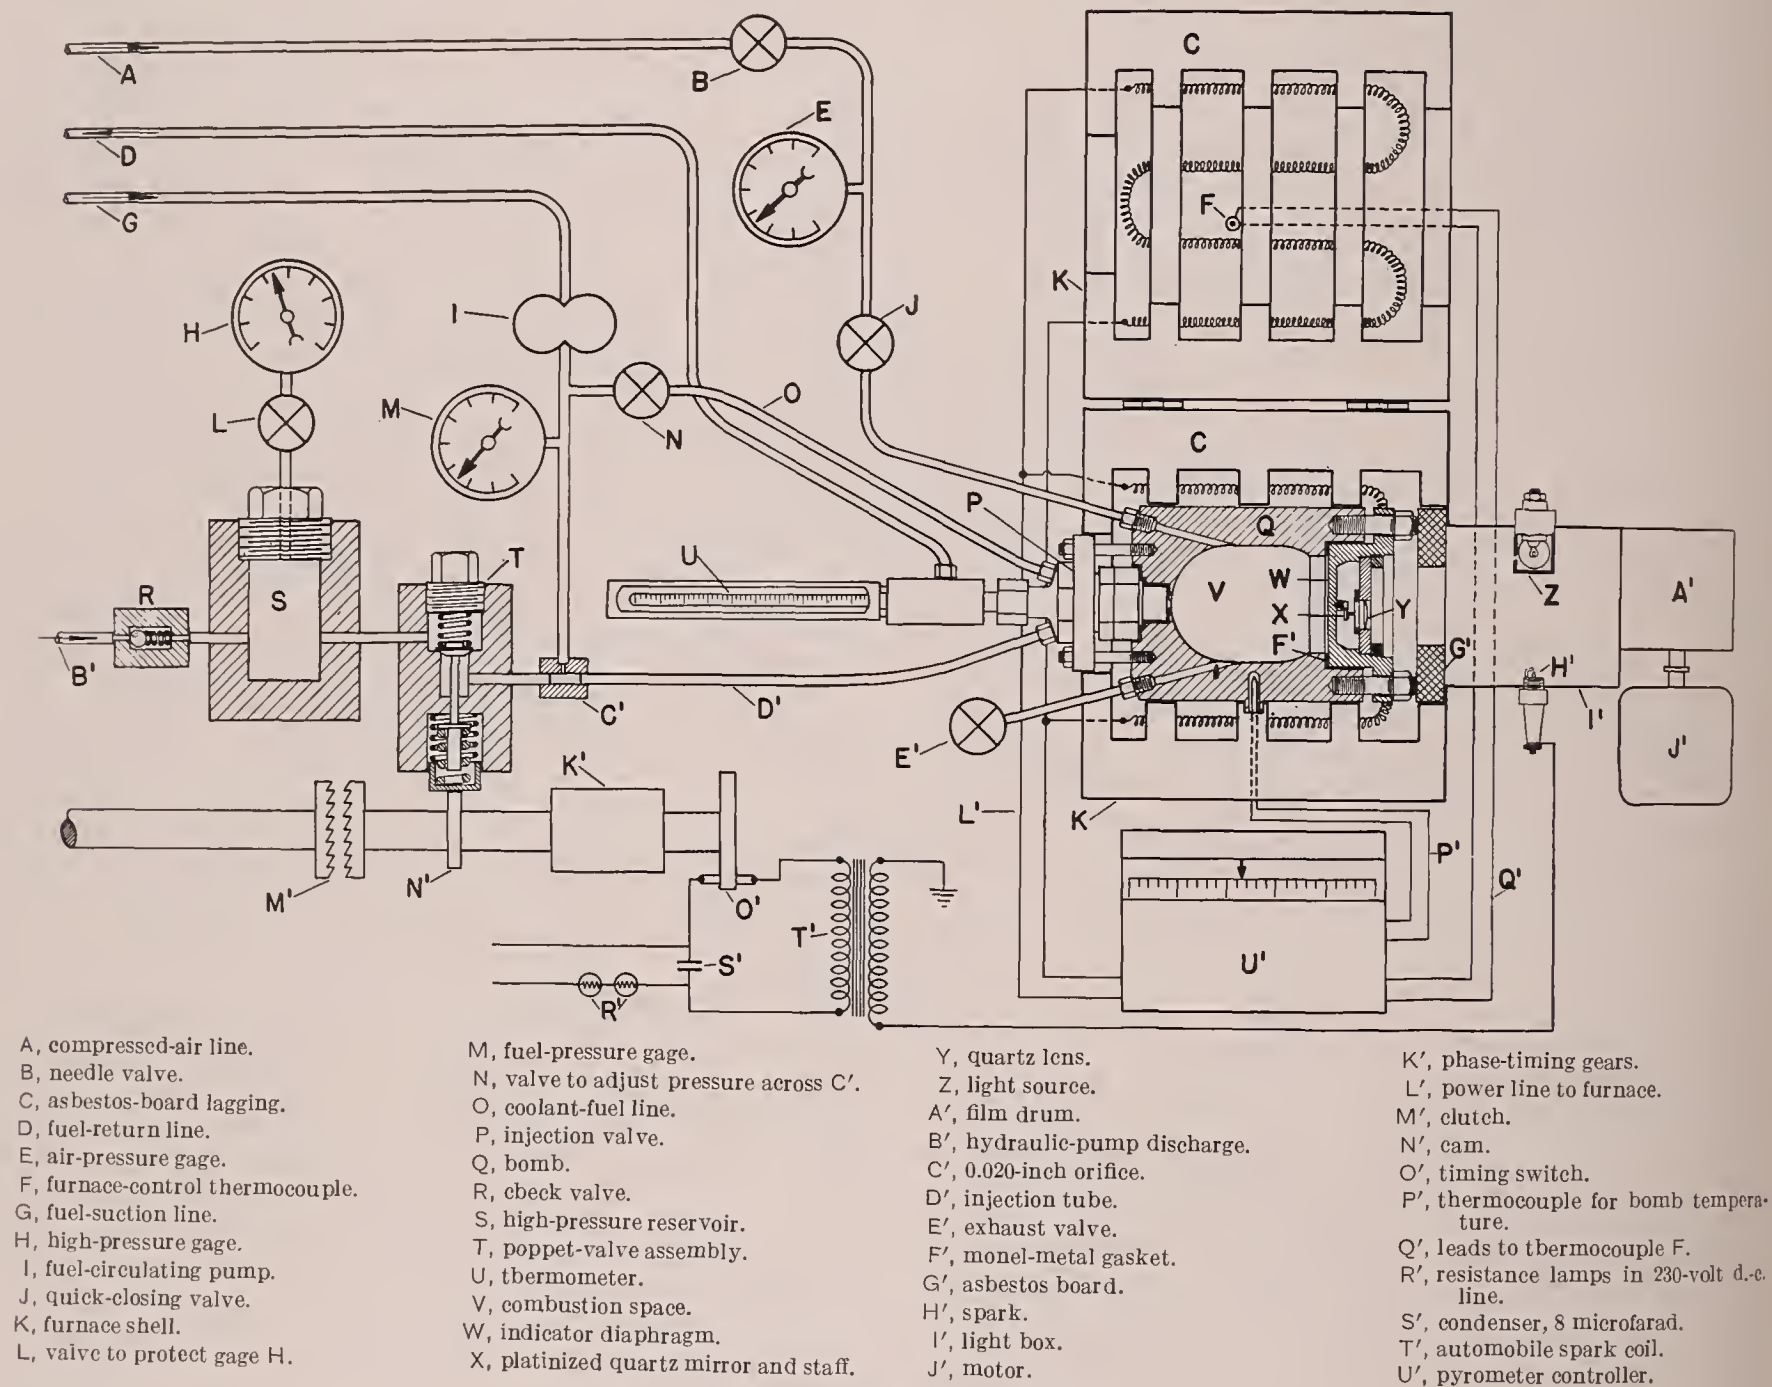 A
B
C
D
E
F
G
H
I
J
K
L
M
N
O
P
Q
R
S
T
U
V
W
X
Y
Z
A'
B'
C
C'
D'
E'
F'
G'
H'
I'
J'
K
K'
L'
M'
N'
O'
P'
Q'
R'
S'
T'
U'
A, compressed-air line.
B, needle valve.
C, asbestos-board lagging.
D, fuel-return line.
E, air-pressure gage.
F, furnace-control thermocouple.
G, fuel-suction line.
H, high-pressure gage.
I, fuel-circulating pump.
J, quick-closing valve.
K, furnace shell.
L, valve to protect gage H.
M, fuel-pressure gage.
N, valve to adjust pressure across C′.
O, coolant-fuel line.
P, injection valve.
Q, bomb.
R, check valve.
S, high-pressure reservoir.
T, poppet-valve assembly.
U, thermometer.
V, combustion space.
W, indicator diaphragm.
X, platinized quartz mirror and staff.
Y, quartz lens.
Z, light source.
A′, film drum.
B′, hydraulic-pump discharge.
C′, 0.020-inch orifice.
D′, injection tube.
E′, exhaust valve.
F′, monel-metal gasket.
G′, asbestos board.
H′, spark.
I′, light box.
J′, motor.
K′, phase-timing gears.
L′, power line to furnace.
M′, clutch.
N′, cam.
O′, timing switch.
P′, thermocouple for bomb tempera-
ture.
Q′, leads to thermocouple F.
R′, resistance lamps in 230-volt d.-c.
line.
S′, condenser, 8 microfarad.
T′, automobile spark coil.
U′, pyrometer controller.